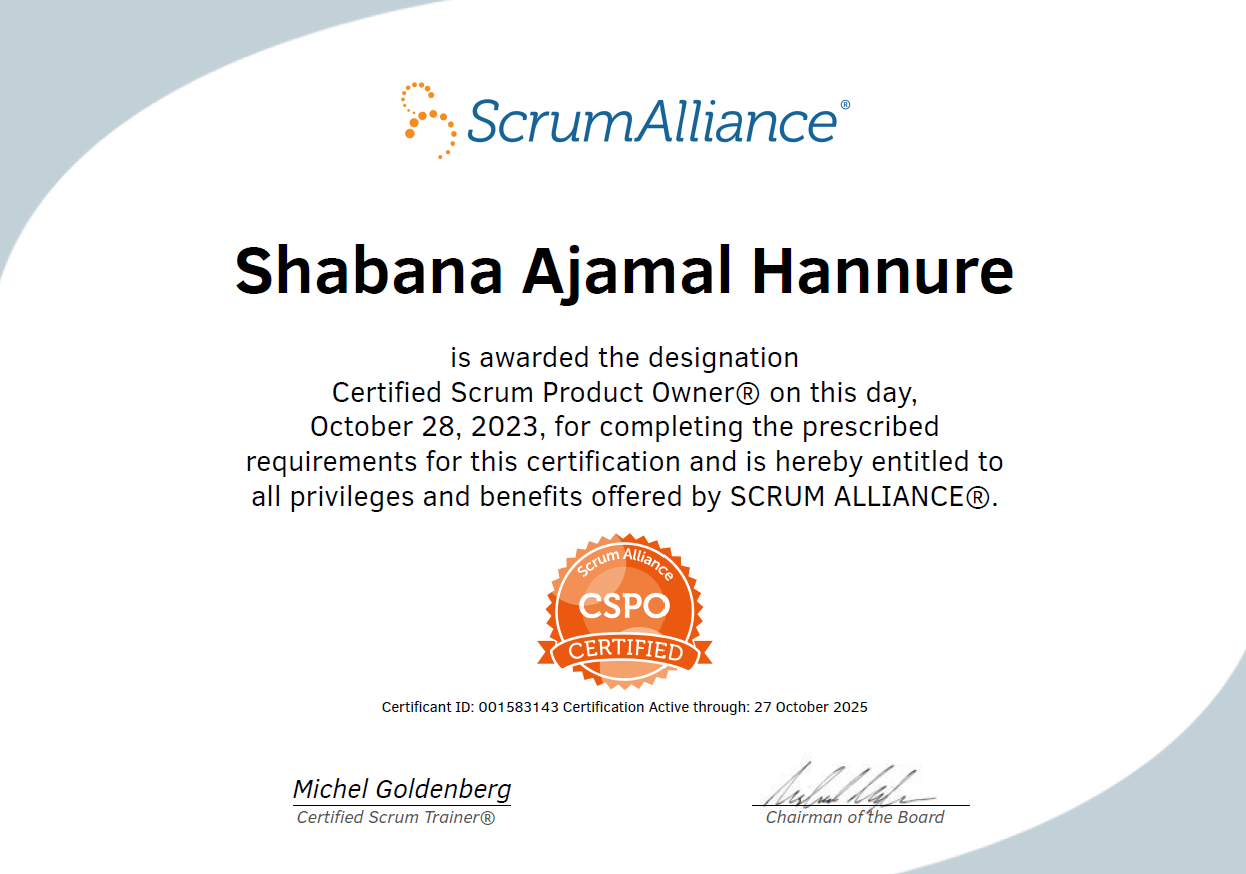 ScrumAlliance®
Shabana Ajamal Hannure
is awarded the designation
Certified Scrum Product Owner® on this day,
October 28, 2023, for completing the prescribed
requirements for this certification and is hereby entitled to
all privileges and benefits offered by SCRUM ALLIANCE®.
Scrum Alliance
CSPO
CERTIFIED
Certificant ID: 001583143 Certification Active through: 27 October 2025
Michel Goldenberg
Certified Scrum Trainer®
Chairman of the Board